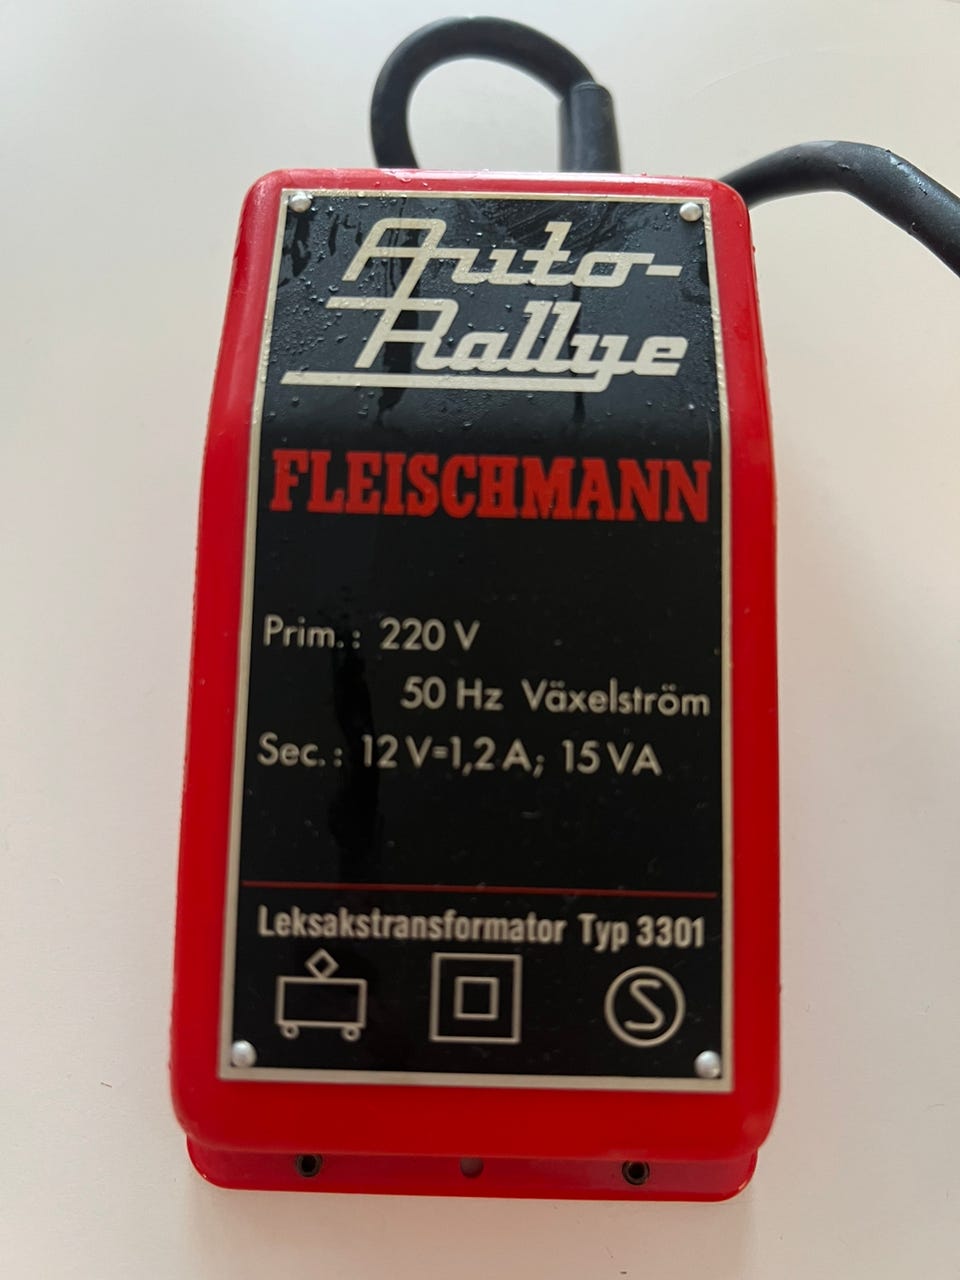 Auto-
Rallye
FLEISCHMANN
Prim.: 220 V
50 Hz Växelström
Sec.: 12 V=1,2 A; 15 VA
Leksakstransformator Typ 3301
S